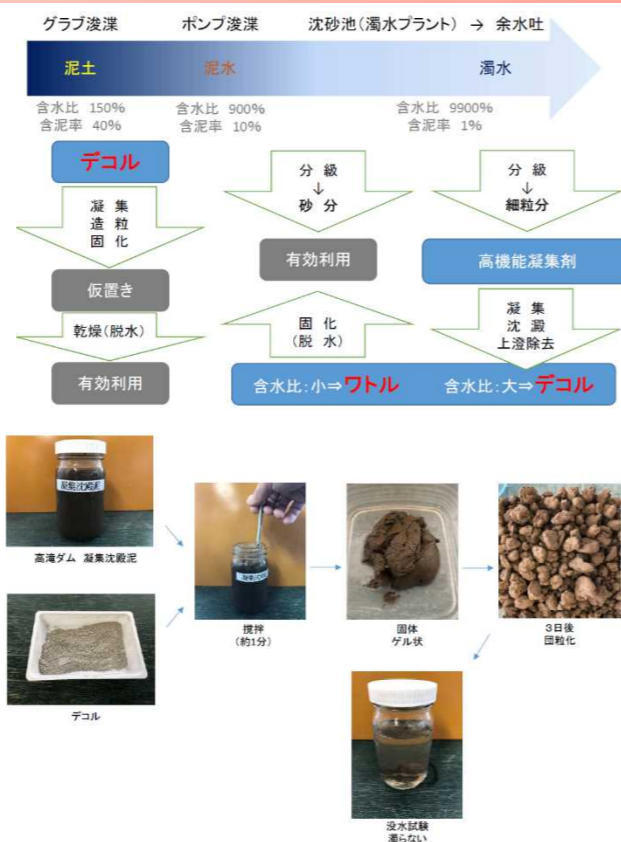 グラブ浚渫 ポンプ浚渫 沈砂池(濁水プラント) → 余水吐
泥土 泥水 濁水
含水比 150% 含水比 900% 含水比 9900%
含泥率 40% 含泥率 10% 含泥率 1%
デコル
凝 集
造 粒
固 化
仮置き
乾燥(脱水)
有効利用
分 級
↓
砂 分
有効利用
固 化
(脱 水)
分 級
↓
細粒分
高機能凝集剤
凝 集
沈 澱
上澄除去
含水比:小⇒ワトル 含水比:大⇒デコル
凝集沈殿泥
高滝ダム 凝集沈殿泥
デコル
撹拌
(約1分)
固体
ゲル状
3日後
団粒化
没水試験
濁らない